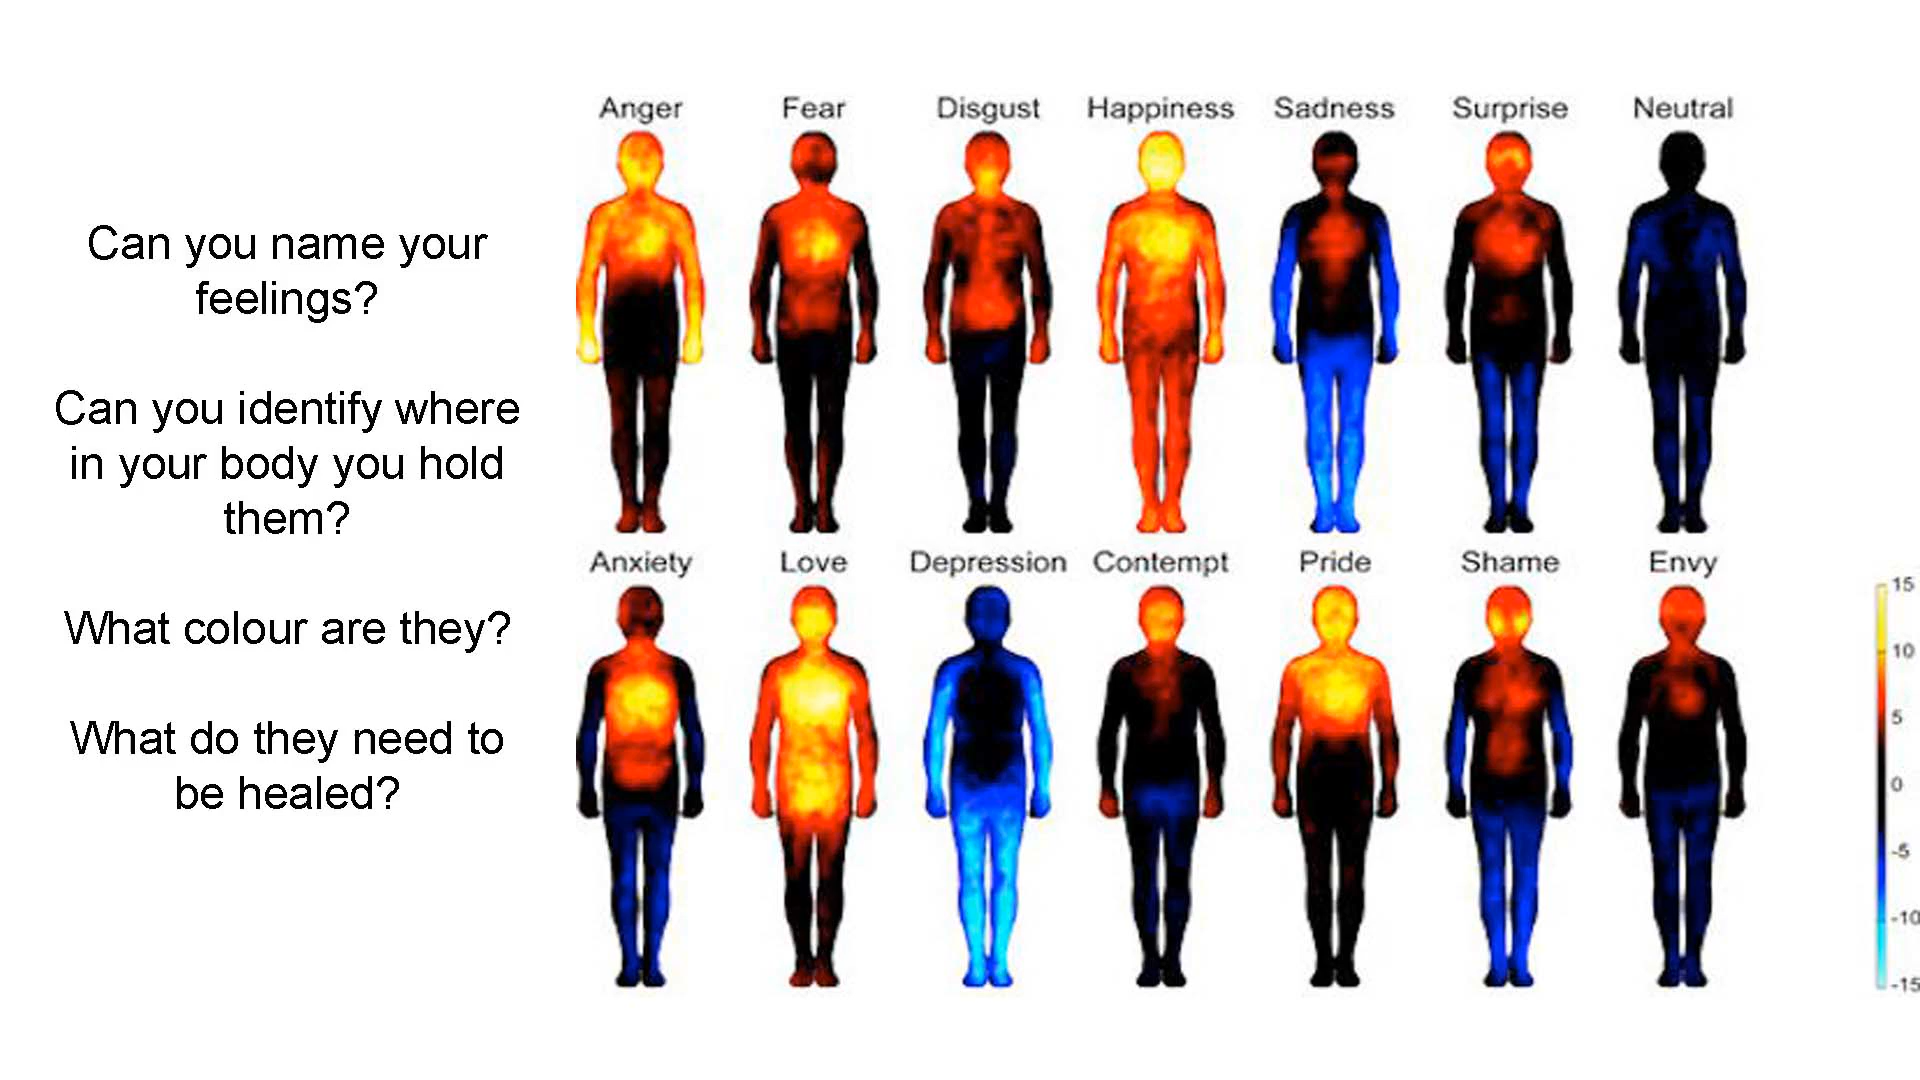 Can you name your
feelings?
Can you identify where
in your body you hold
them?
What colour are they?
What do they need to
be healed?
Anger Fear Disgust Happiness Sadness Surprise Neutral
Anxiety Love Depression Contempt Pride Shame Envy
15
10
5
0
-5
-10
-15